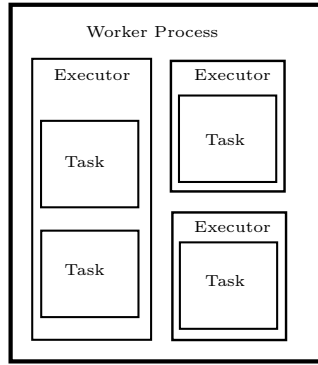 Worker Process
Executor
Task
Task
Executor
Task
Executor
Task